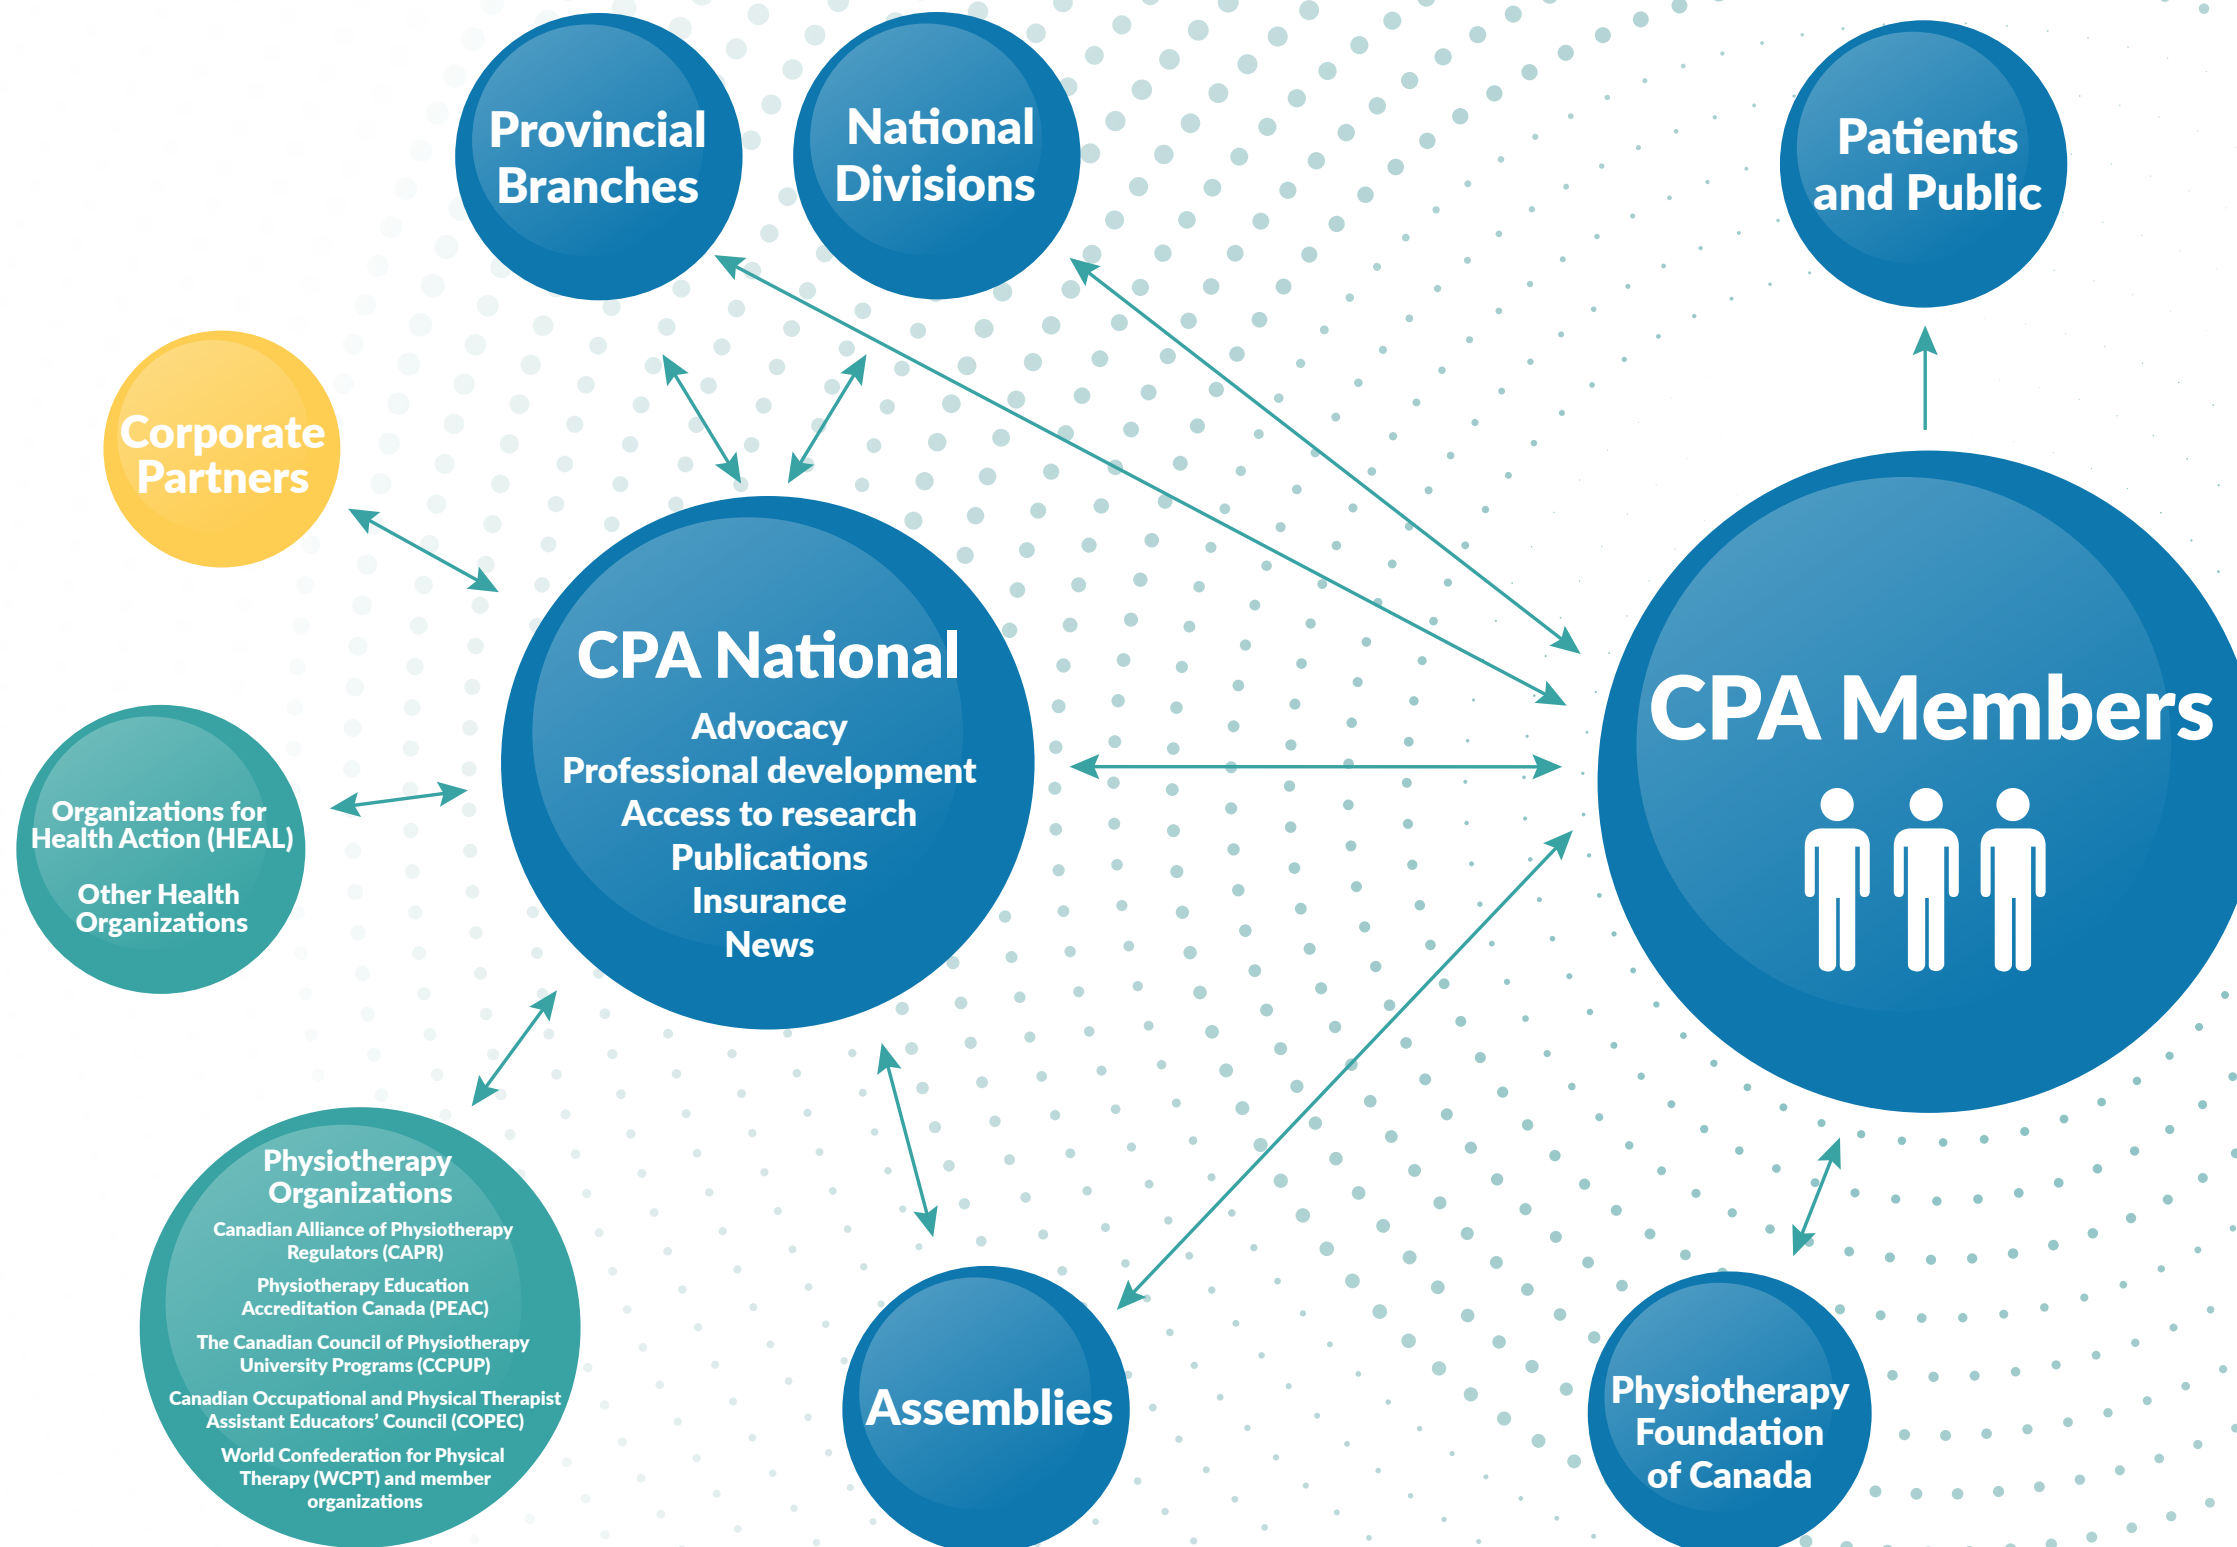 Provincial
Branches
National
Divisions
Patients
and Public
Corporate
Partners
CPA National
Advocacy
Professional development
Access to research
Publications
Insurance
News
CPA Members
Organizations for
Health Action (HEAL)
Other Health
Organizations
Physiotherapy
Organizations
Canadian Alliance of Physiotherapy
Regulators (CAPR)
Physiotherapy Education
Accreditation Canada (PEAC)
The Canadian Council of Physiotherapy
University Programs (CCPUP)
Canadian Occupational and Physical Therapist
Assistant Educators’ Council (COPEC)
World Confederation for Physical
Therapy (WCPT) and member
organizations
Assemblies
Physiotherapy
Foundation
of Canada